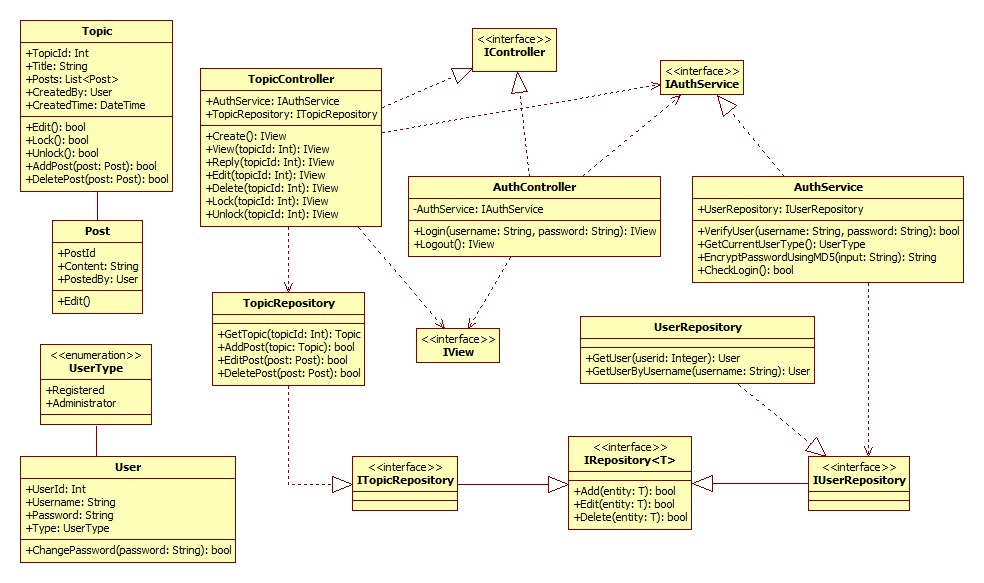 Topic
+TopicId: Int
+Title: String
+Posts: List<Post>
+CreatedBy: User
+CreatedTime: DateTime
+Edit(): bool
+Lock(): bool
+Unlock(): bool
+AddPost(post: Post): bool
+DeletePost(post: Post): bool
Post
+PostId
+Content: String
+PostedBy: User
+Edit()
<<enumeration>>
UserType
+Registered
+Administrator
User
+UserId: Int
+Username: String
+Password: String
+Type: UserType
+ChangePassword(password: String): bool
TopicController
+AuthService: IAuthService
+TopicRepository: ITopicRepository
+Create(): IView
+View(topicId: Int): IView
+Reply(topicId: Int): IView
+Edit(topicId: Int): IView
+Delete(topicId: Int): IView
+Lock(topicId: Int): IView
+Unlock(topicId: Int): IView
<<interface>>
IController
<<interface>>
IAuthService
AuthController
-AuthService: IAuthService
+Login(username: String, password: String): IView
+Logout(): IView
AuthService
+UserRepository: IUserRepository
+VerifyUser(username: String, password: String): bool
+GetCurrentUserType(): UserType
+EncryptPasswordUsingMD5(input: String): String
+CheckLogin(): bool
TopicRepository
+GetTopic(topicId: Int): Topic
+AddPost(topic: Topic): bool
+EditPost(post: Post): bool
+DeletePost(post: Post): bool
<<interface>>
IView
UserRepository
+GetUser(userid: Integer): User
+GetUserByUsername(username: String): User
<<interface>>
ITopicRepository
<<interface>>
IRepository<T>
+Add(entity: T): bool
+Edit(entity: T): bool
+Delete(entity: T): bool
<<interface>>
IUserRepository